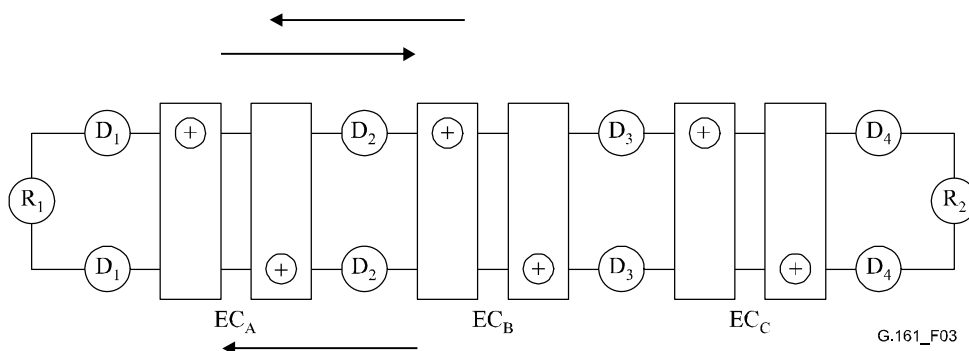 D1 + D2 + D3 + D4
R1 R2
D1 + D2 + D3 + D4
ECA ECB ECC
G.161_F03